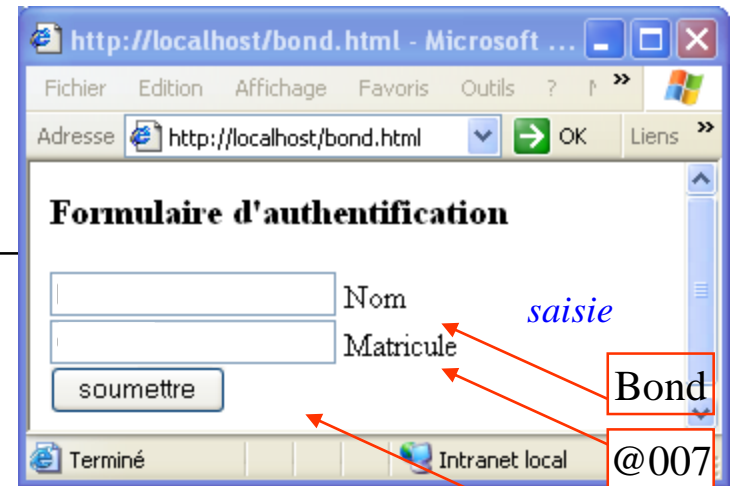 http://localhost/bond.html - Microsoft ...
Fichier Edition Affichage Favoris Outils ? »
Adresse http://localhost/bond.html OK Liens »
Formulaire d'authentification
Nom
saisie
Matricule
Bond
soumettre
Terminé Intranet local @007